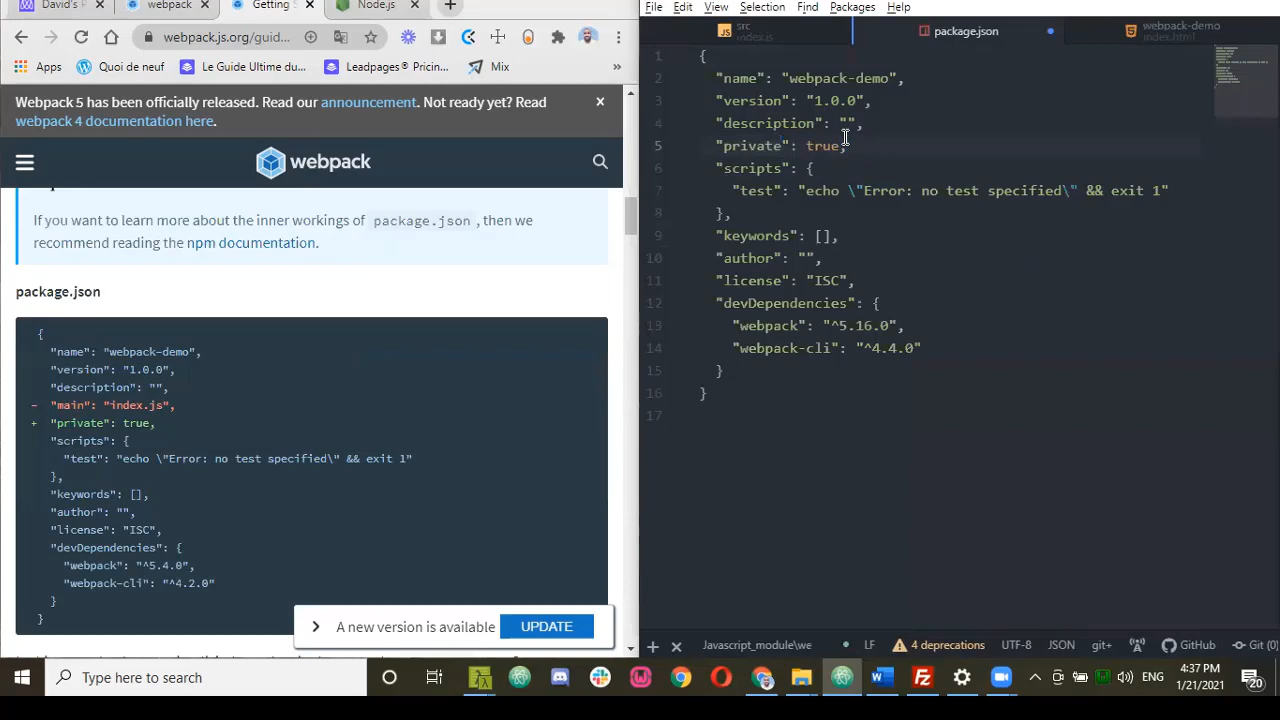 David's P
webpack
Getting S
Node.js
webpack.js.org/guid...
Apps
Quoi de neuf
Le Guide Ultime du ...
Leadpages® Pricin...
Mix
Webpack 5 has been officially released. Read our announcement. Not ready yet? Read
webpack 4 documentation here.
webpack
If you want to learn more about the inner workings of package.json, then we
recommend reading the npm documentation.
package.json
{
"name": "webpack-demo",
"version": "1.0.0",
"description": "",
- "main": "index.js",
+ "private": true,
"scripts": {
"test": "echo \"Error: no test specified\" && exit 1"
},
"keywords": [],
"author": "",
"license": "ISC",
"devDependencies": {
"webpack": "^5.4.0",
"webpack-cli": "^4.2.0"
}
}
A new version is available
UPDATE
File Edit View Selection Find Packages Help
src
index.js
package.json
webpack-demo
index.html
1 {
2 "name": "webpack-demo",
3 "version": "1.0.0",
4 "description": "",
5 "private": true,
6 "scripts": {
7 "test": "echo \"Error: no test specified\" && exit 1"
8 },
9 "keywords": [],
10 "author": "",
11 "license": "ISC",
12 "devDependencies": {
13 "webpack": "^5.16.0",
14 "webpack-cli": "^4.4.0"
15 }
16 }
17
Javascript_module\we
LF
4 deprecations
UTF-8
JSON
git+
GitHub
Git (0)
Type here to search
ENG
4:37 PM
1/21/2021
20